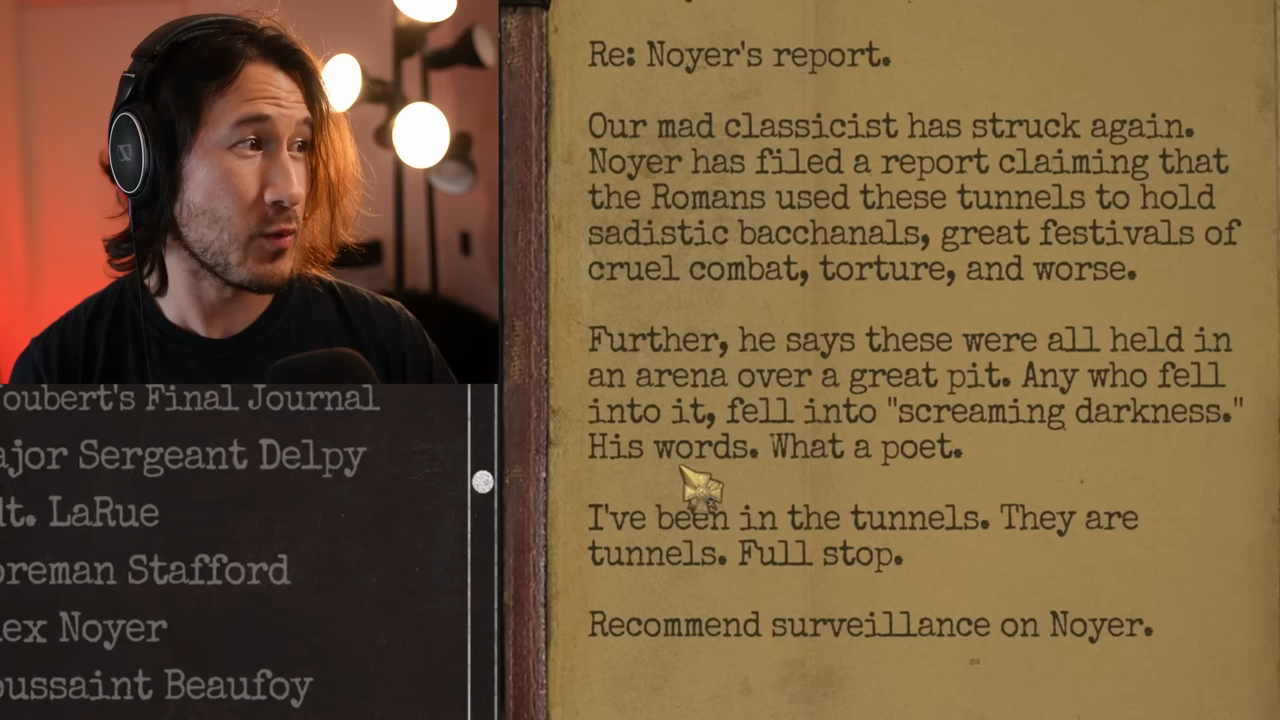 Re: Noyer's report.
Our mad classicist has struck again.
Noyer has filed a report claiming that
the Romans used these tunnels to hold
sadistic bacchanals, great festivals of
cruel combat, torture, and worse.
Further, he says these were all held in
an arena over a great pit. Any who fell
into it, fell into "screaming darkness."
His words. What a poet.
I've been in the tunnels. They are
tunnels. Full stop.
Recommend surveillance on Noyer.
oubert's Final Journal
ajor Sergeant Delpy
lt. LaRue
oreman Stafford
lex Noyer
oussaint Beaufoy